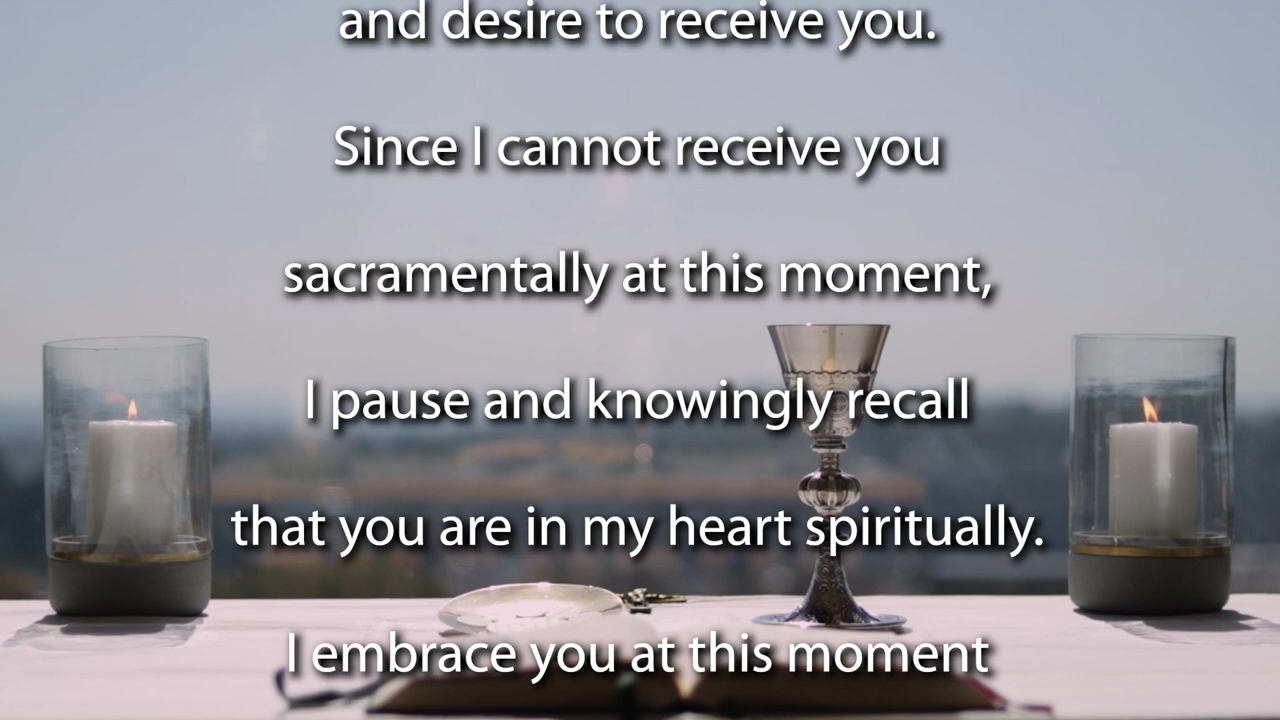 and desire to receive you.
Since I cannot receive you
sacramentally at this moment,
I pause and knowingly recall
that you are in my heart spiritually.
I embrace you at this moment